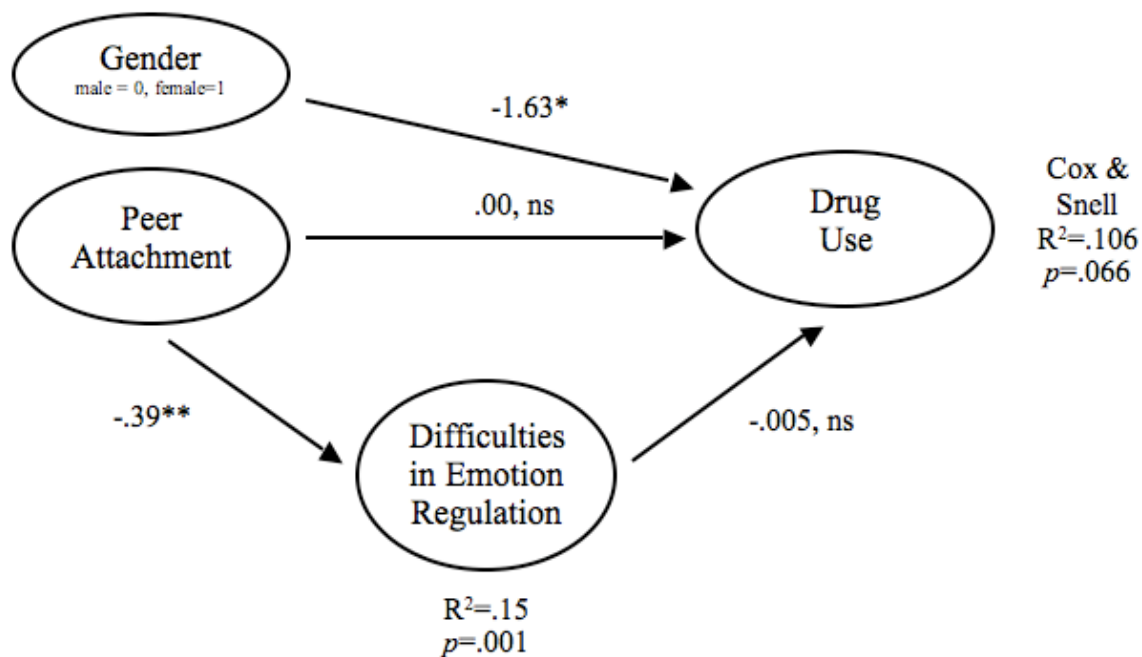 Gender
male = 0, female=1
-1.63*
Peer
Attachment
.00, ns
Drug
Use
Cox &
Snell
R²=.106
p=.066
-.39**
Difficulties
in Emotion
Regulation
-.005, ns
R²=.15
p=.001